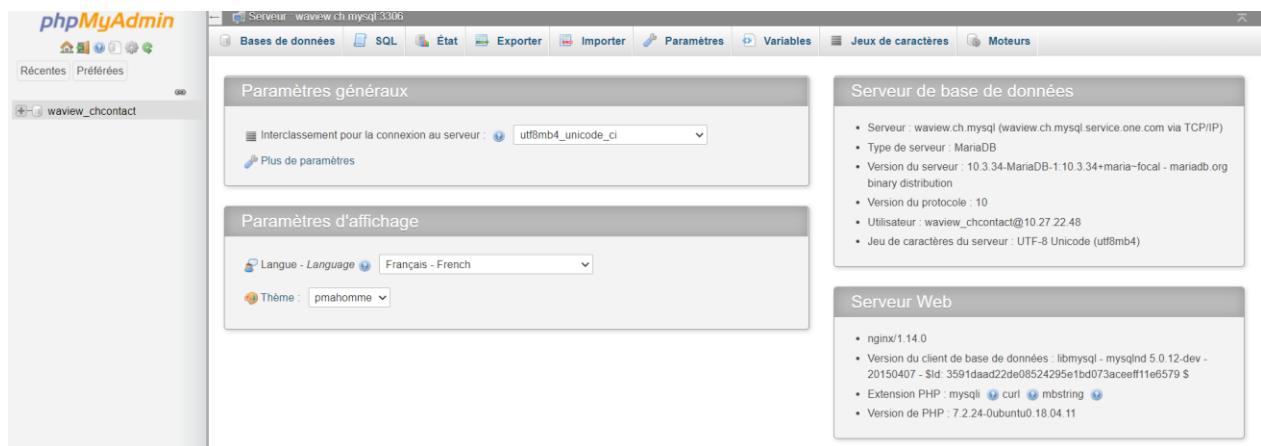 phpMyAdmin
Récentes Préférées
waview_chcontact
Serveur : waview.ch.mysql:3306
Bases de données SQL État Exporter Importer Paramètres Variables Jeux de caractères Moteurs
Paramètres généraux
Interclassement pour la connexion au serveur : utf8mb4_unicode_ci
Plus de paramètres
Paramètres d'affichage
Langue - Language Français - French
Thème : pmahomme
Serveur de base de données
• Serveur : waview.ch.mysql (waview.ch.mysql.service.one.com via TCP/IP)
• Type de serveur : MariaDB
• Version du serveur : 10.3.34-MariaDB-1:10.3.34+maria~focal - mariadb.org
binary distribution
• Version du protocole : 10
• Utilisateur : waview_chcontact@10.27.22.48
• Jeu de caractères du serveur : UTF-8 Unicode (utf8mb4)
Serveur Web
• nginx/1.14.0
• Version du client de base de données : libmysql - mysqlnd 5.0.12-dev -
20150407 - $Id: 3591daad22de08524295e1bd073aceeff11e6579 $
• Extension PHP : mysqli curl mbstring
• Version de PHP : 7.2.24-0ubuntu0.18.04.11